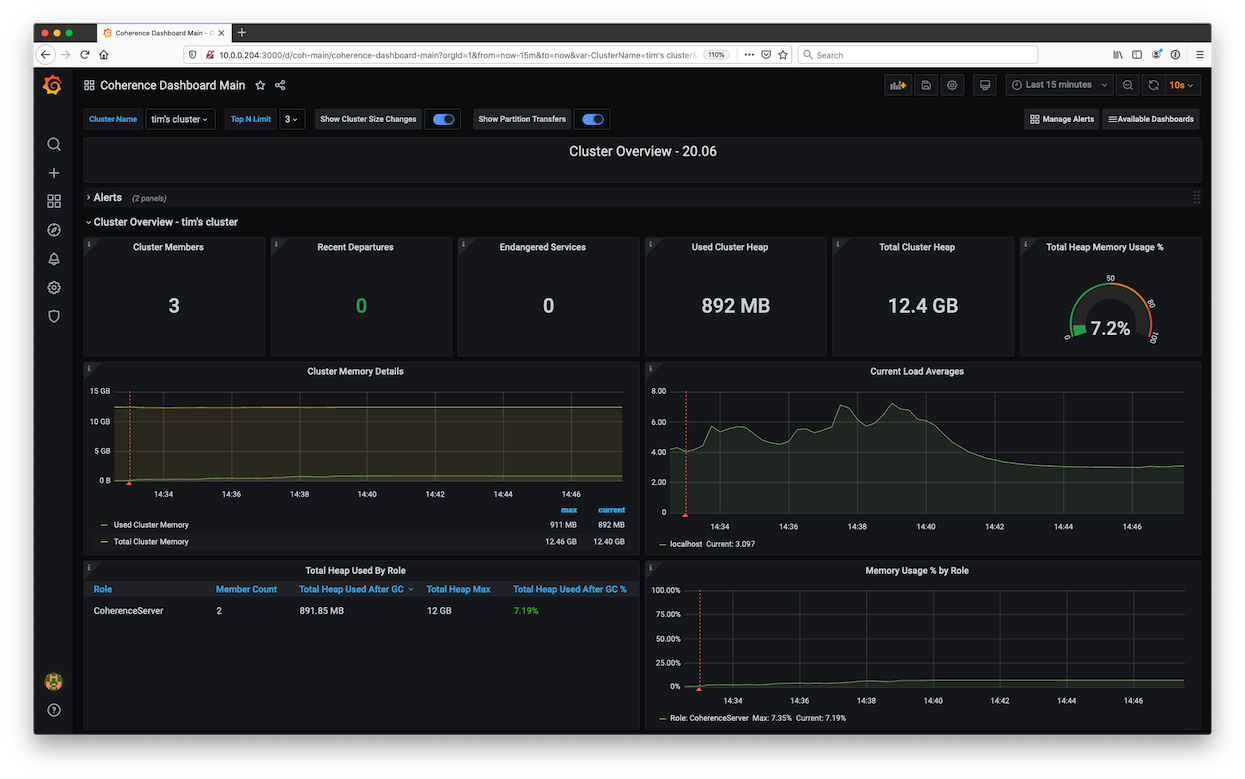 Coherence Dashboard Main - G
10.0.0.204:3000/d/coh-main/coherence-dashboard-main?orgId=1&from=now-15m&to=now&var-ClusterName=tim's cluster&
110%
Search
Coherence Dashboard Main
Last 15 minutes
10s
Cluster Name
tim's cluster
Top N Limit
3
Show Cluster Size Changes
Show Partition Transfers
Manage Alerts
Available Dashboards
Cluster Overview - 20.06
Alerts (2 panels)
Cluster Overview - tim's cluster
Cluster Members
3
Recent Departures
0
Endangered Services
0
Used Cluster Heap
892 MB
Total Cluster Heap
12.4 GB
Total Heap Memory Usage %
0
50
80
100
7.2%
Cluster Memory Details
15 GB
10 GB
5 GB
0 B
14:34 14:36 14:38 14:40 14:42 14:44 14:46
max current
Used Cluster Memory 911 MB 892 MB
Total Cluster Memory 12.46 GB 12.40 GB
Current Load Averages
8.00
6.00
4.00
2.00
0
14:34 14:36 14:38 14:40 14:42 14:44 14:46
localhost Current: 3.097
Total Heap Used By Role
Role Member Count Total Heap Used After GC Total Heap Max Total Heap Used After GC %
CoherenceServer 2 891.85 MB 12 GB 7.19%
Memory Usage % by Role
100.00%
75.00%
50.00%
25.00%
0%
14:34 14:36 14:38 14:40 14:42 14:44 14:46
Role: CoherenceServer Max: 7.35% Current: 7.19%